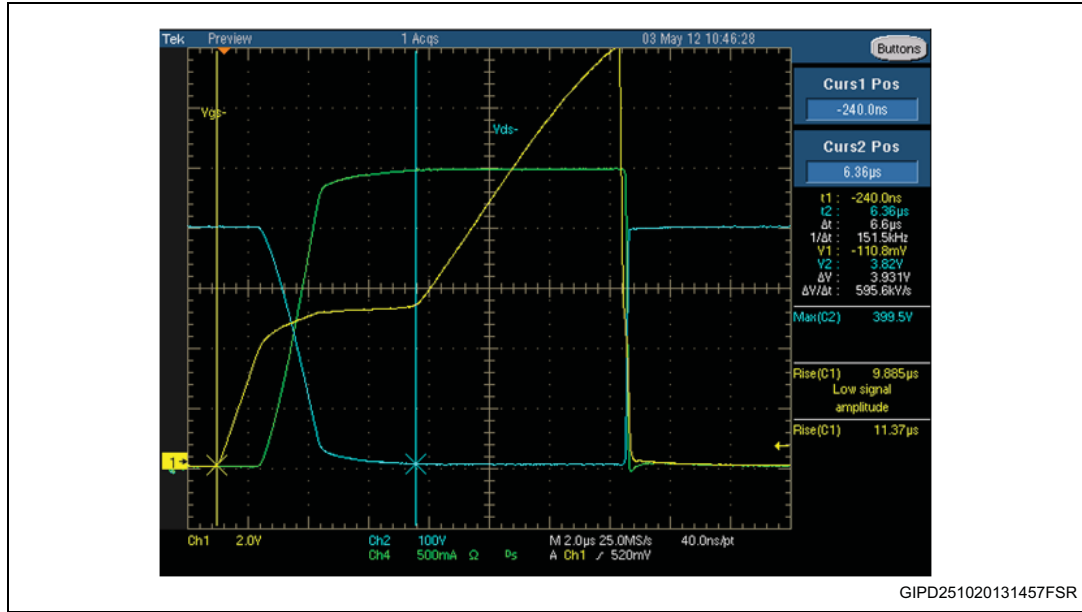 Tek Preview 1 Acqs 03 May 12 10:46:28
Buttons
Vgs-
Vds-
Curs1 Pos
-240.0ns
Curs2 Pos
6.36µs
t1 : -240.0ns
t2 : 6.36µs
Δt : 6.6µs
1/Δt : 151.5kHz
V1 : -110.8mV
V2 : 3.82V
ΔV : 3.931V
ΔV/Δt : 595.6kV/s
Max(C2) 399.5V
Rise(C1) 9.885µs
Low signal
amplitude
Rise(C1) 11.37µs
1
Ch1 2.0V Ch2 100V M 2.0µs 25.0MS/s 40.0ns/pt
Ch4 500mA Ω Ds A Ch1 ⁄ 520mV
GIPD251020131457FSR